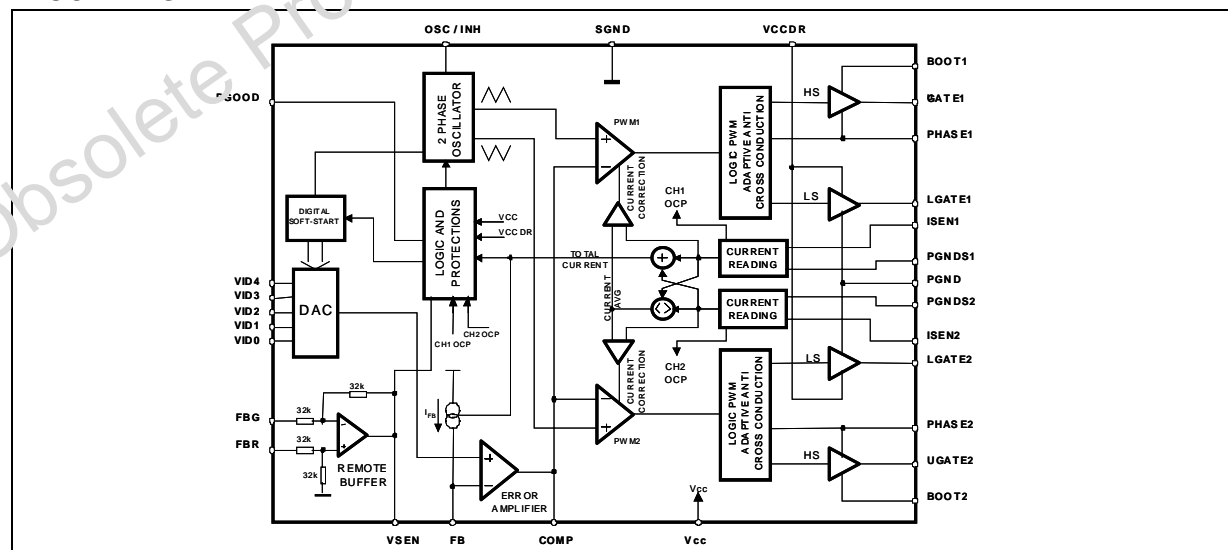 Obsolete Pro
OSC / INH
SGND
VCCDR
PGOOD
2 PHASE
OSCILLATOR
PWM1
LOGIC PWM
ADAPTIVE ANTI
CROSS CONDUCTION
HS
LS
BOOT1
GATE1
PHASE1
LGATE1
ISEN1
PGNDS1
PGND
PGNDS2
ISEN2
LGATE2
PHASE2
UGATE2
BOOT2
DIGITAL
SOFT-START
LOGIC AND
PROTECTIONS
VCC
VCCDR
CURRENT
CORRECTION
CH1
OCP
CURRENT
READING
TOTAL
CURRENT
CURRENT
AVG
CURRENT
READING
CH2
OCP
CURRENT
CORRECTION
VID4
VID3
VID2
VID1
VID0
DAC
CH1 OCP
CH2 OCP
LOGIC PWM
ADAPTIVE ANTI
CROSS CONDUCTION
LS
HS
32k
32k
32k
32k
FBG
FBR
REMOTE
BUFFER
IFB
ERROR
AMPLIFIER
PWM2
Vcc
VSEN
FB
COMP
Vcc